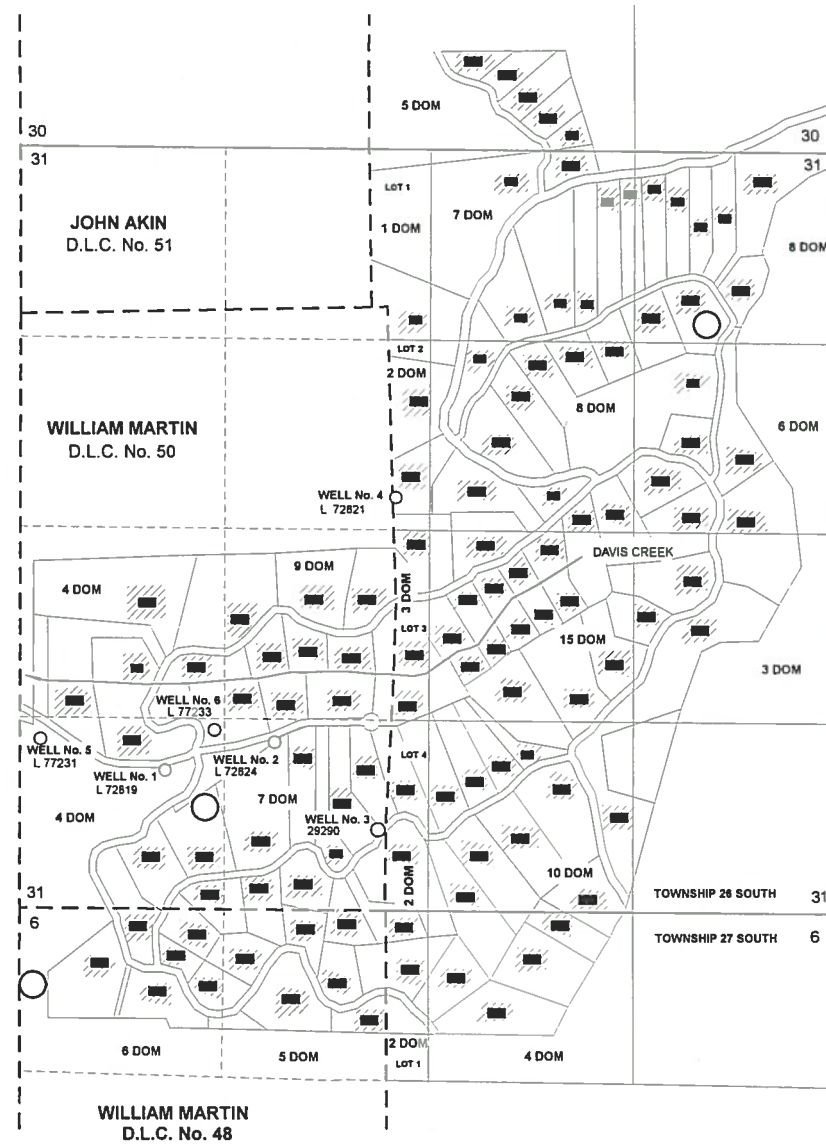 5 DOM
30
30
31
31
LOT 1
7 DOM
JOHN AKIN
D.L.C. No. 51
1 DOM
8 DOM
LOT 2
2 DOM
8 DOM
WILLIAM MARTIN
D.L.C. No. 50
6 DOM
WELL No. 4
L 72821
DAVIS CREEK
9 DOM
4 DOM
3 DOM
LOT 3
15 DOM
3 DOM
WELL No. 6
L 77233
WELL No. 5
L 77231
WELL No. 2
L 72824
LOT 4
WELL No. 1
L 72819
7 DOM
4 DOM
WELL No. 3
29290
10 DOM
2 DOM
31
TOWNSHIP 26 SOUTH
31
6
TOWNSHIP 27 SOUTH
6
6 DOM
5 DOM
2 DOM
LOT 1
4 DOM
WILLIAM MARTIN
D.L.C. No. 48